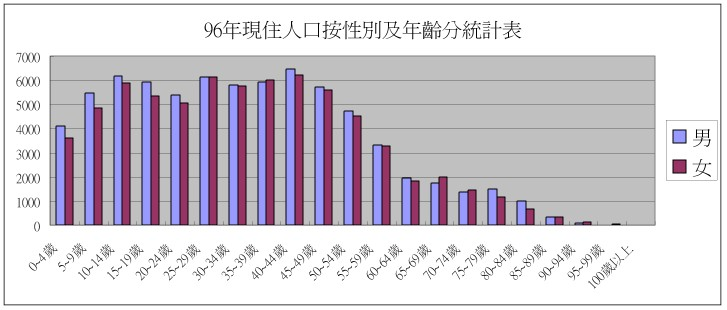 96年現住人口按性別及年齡分統計表
7000
6000
5000
4000
3000
2000
1000
0
0~4歲
5~9歲
10~14歲
15~19歲
20~24歲
25~29歲
30~34歲
35~39歲
40~44歲
45~49歲
50~54歲
55~59歲
60~64歲
65~69歲
70~74歲
75~79歲
80~84歲
85~89歲
90~94歲
95~99歲
100歲以上
男
女